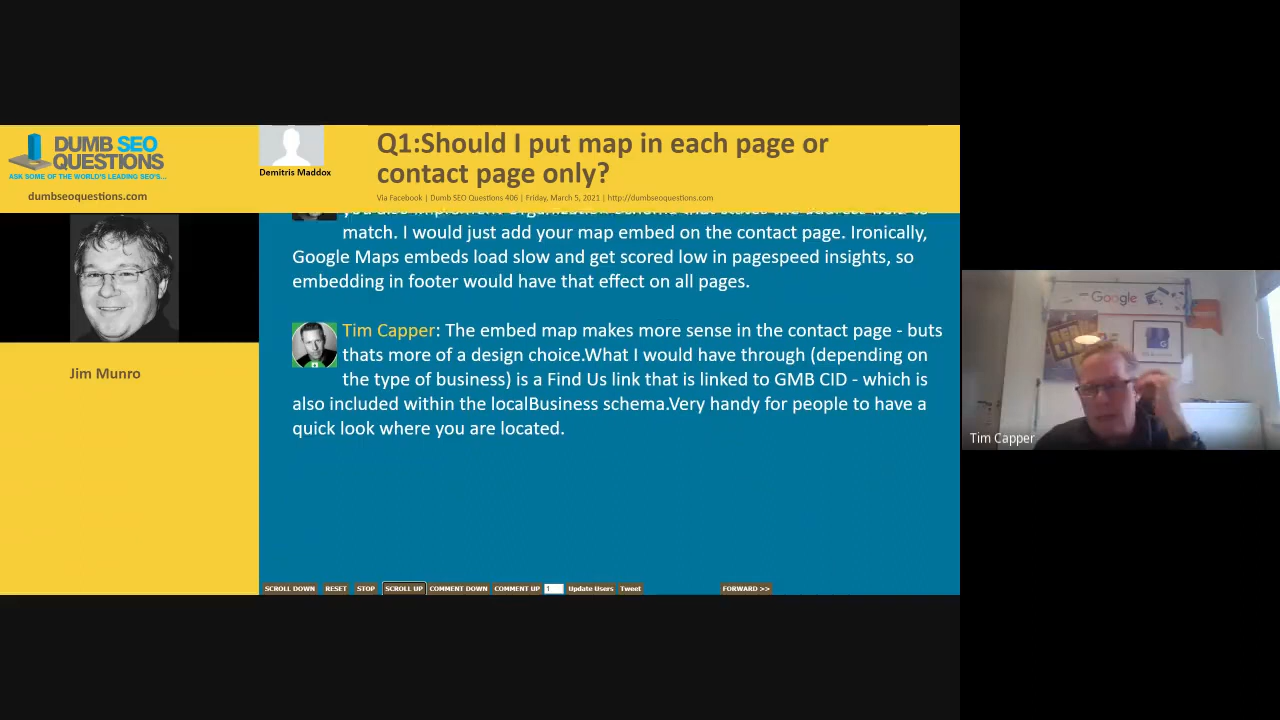 DUMB SEO
QUESTIONS
ASK SOME OF THE WORLD'S LEADING SEO'S...
dumbseoquestions.com
Demitris Maddox
Q1:Should I put map in each page or
contact page only?
Via Facebook | Dumb SEO Questions 406 | Friday, March 5, 2021 | http://dumbseoquestions.com
Jim Munro
match. I would just add your map embed on the contact page. Ironically,
Google Maps embeds load slow and get scored low in pagespeed insights, so
embedding in footer would have that effect on all pages.
Tim Capper: The embed map makes more sense in the contact page - buts
thats more of a design choice.What I would have through (depending on
the type of business) is a Find Us link that is linked to GMB CID - which is
also included within the localBusiness schema.Very handy for people to have a
quick look where you are located.
SCROLL DOWN RESET STOP SCROLL UP COMMENT DOWN COMMENT UP 1 Update Users Tweet FORWARD >>
Google
Tim Capper